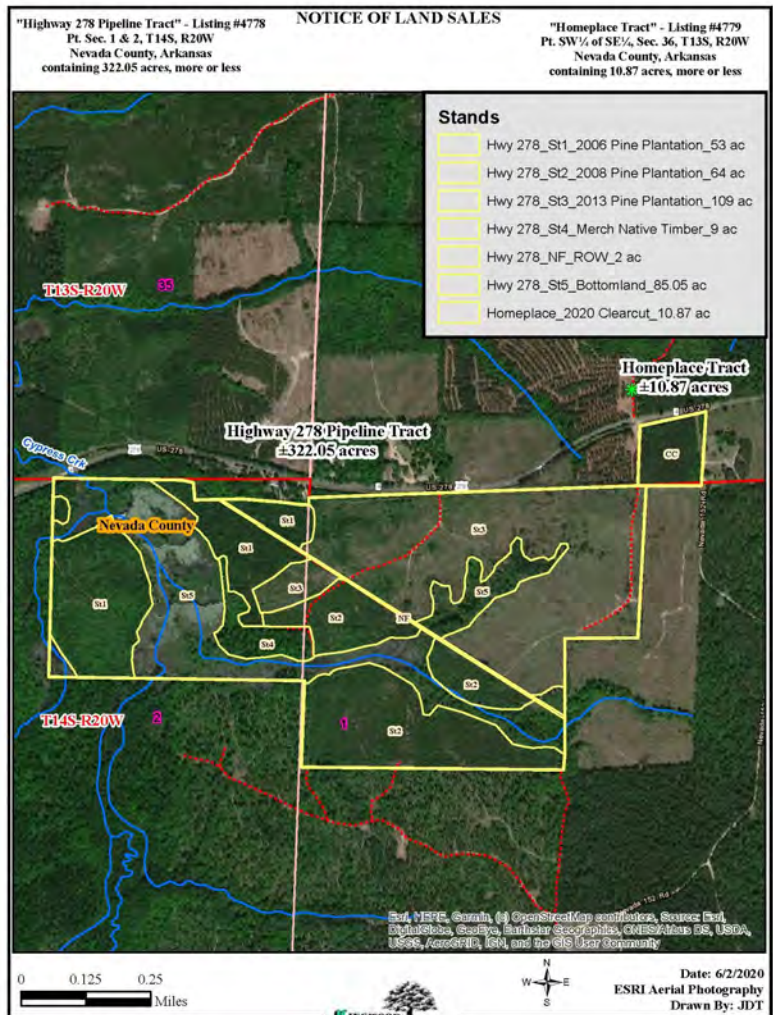 NOTICE OF LAND SALES
"Highway 278 Pipeline Tract" - Listing #4778
Pt. Sec. 1 & 2, T14S, R20W
Nevada County, Arkansas
containing 322.05 acres, more or less
"Homeplace Tract" - Listing #4779
Pt. SW¼ of SE¼, Sec. 36, T13S, R20W
Nevada County, Arkansas
containing 10.87 acres, more or less
Stands
Hwy 278_St1_2006 Pine Plantation_53 ac
Hwy 278_St2_2008 Pine Plantation_64 ac
Hwy 278_St3_2013 Pine Plantation_109 ac
Hwy 278_St4_Merch Native Timber_9 ac
Hwy 278_NF_ROW_2 ac
Hwy 278_St5_Bottomland_85.05 ac
Homeplace_2020 Clearcut_10.87 ac
T13S-R20W
35
Homeplace Tract
±10.87 acres
US-278
Highway 278 Pipeline Tract
±322.05 acres
Cypress Crk
US-278
CC
US-278
Nevada County
St1
St1
St3
St1
St5
St3
St2
St5
NF
St4
St2
T14S-R20W
2
1
St2
Nevada 152 Rd
Esri, HERE, Garmin, (c) OpenStreetMap contributors, Source: Esri,
DigitalGlobe, GeoEye, Earthstar Geographics, CNES/Airbus DS, USDA,
USGS, AeroGRID, IGN, and the GIS User Community
0 0.125 0.25
Miles
N
W E
S
Date: 6/2/2020
ESRI Aerial Photography
Drawn By: JDT